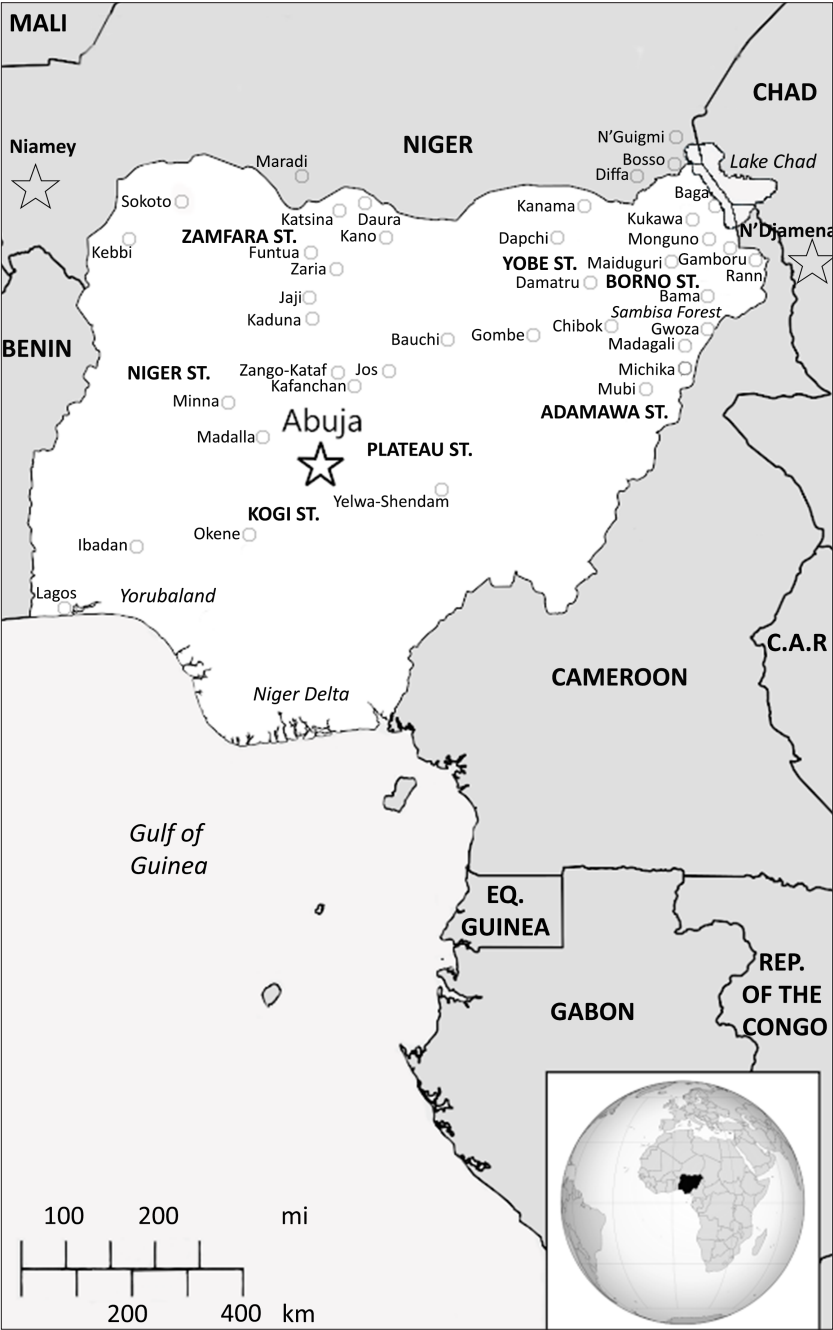 MALI
CHAD
NIGER
N'Guigmi
Niamey
Maradi
Bosso
Lake Chad
Diffa
Baga
Sokoto
Katsina
Daura
Kanama
Kukawa
N'Djamena
Kebbi
ZAMFARA ST.
Kano
Dapchi
Monguno
Funtua
YOBE ST.
Maiduguri
Gamboru
Zaria
Damatru
BORNO ST.
Rann
Jaji
Bama
Kaduna
Sambisa Forest
Chibok
Gwoza
BENIN
Bauchi
Gombe
Madagali
NIGER ST.
Zango-Kataf
Jos
Michika
Kafanchan
Mubi
Minna
ADAMAWA ST.
Abuja
Madalla
PLATEAU ST.
Yelwa-Shendam
KOGI ST.
Okene
Ibadan
Lagos
Yorubaland
C.A.R
CAMEROON
Niger Delta
Gulf of
Guinea
EQ.
GUINEA
REP.
OF THE
CONGO
GABON
100
200
mi
200
400
km